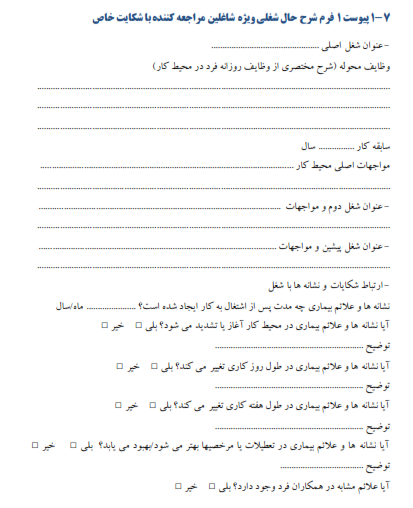 ۷-۱ پیوست ۱ فرم شرح حال شغلی ویژه شاغلین مراجعه کننده با شکایت خاص
-عنوان شغل اصلی ................................................
وظایف محوله (شرح مختصری از وظایف روزانه فرد در محیط کار)
................................................................................................
................................................................................................
................................................................................................
سابقه کار ................ سال
مواجهات اصلی محیط کار ................................................................
................................................................................................
-عنوان شغل دوم و مواجهات ................................................................
................................................................................................
-عنوان شغل پیشین و مواجهات ................................................................
................................................................................................
-ارتباط شکایات و نشانه ها با شغل
نشانه ها و علائم بیماری چه مدت پس از اشتغال به کار ایجاد شده است؟ ..................... ماه/سال
آیا نشانه ها و علائم بیماری در محیط کار آغاز یا تشدید می شود؟ بلی □ خیر □
توضیح ................................................................
آیا نشانه ها و علائم بیماری در طول روز کاری تغییر می کند؟ بلی □ خیر □
توضیح ................................................................
آیا نشانه ها و علائم بیماری در طول هفته کاری تغییر می کند؟ بلی □ خیر □
توضیح ................................................................
آیا نشانه ها و علائم بیماری در تعطیلات یا مرخصیها بهتر می شود/بهبود می یابد؟ بلی □ خیر □
توضیح ....................................
آیا علائم مشابه در همکاران فرد وجود دارد؟ بلی □ خیر □